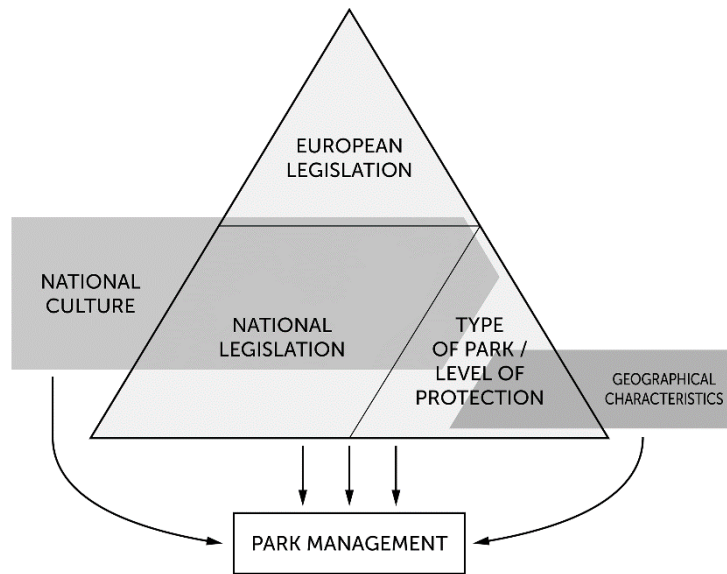 EUROPEAN
LEGISLATION
NATIONAL
CULTURE
NATIONAL
LEGISLATION
TYPE
OF PARK /
LEVEL OF
PROTECTION
GEOGRAPHICAL
CHARACTERISTICS
PARK MANAGEMENT